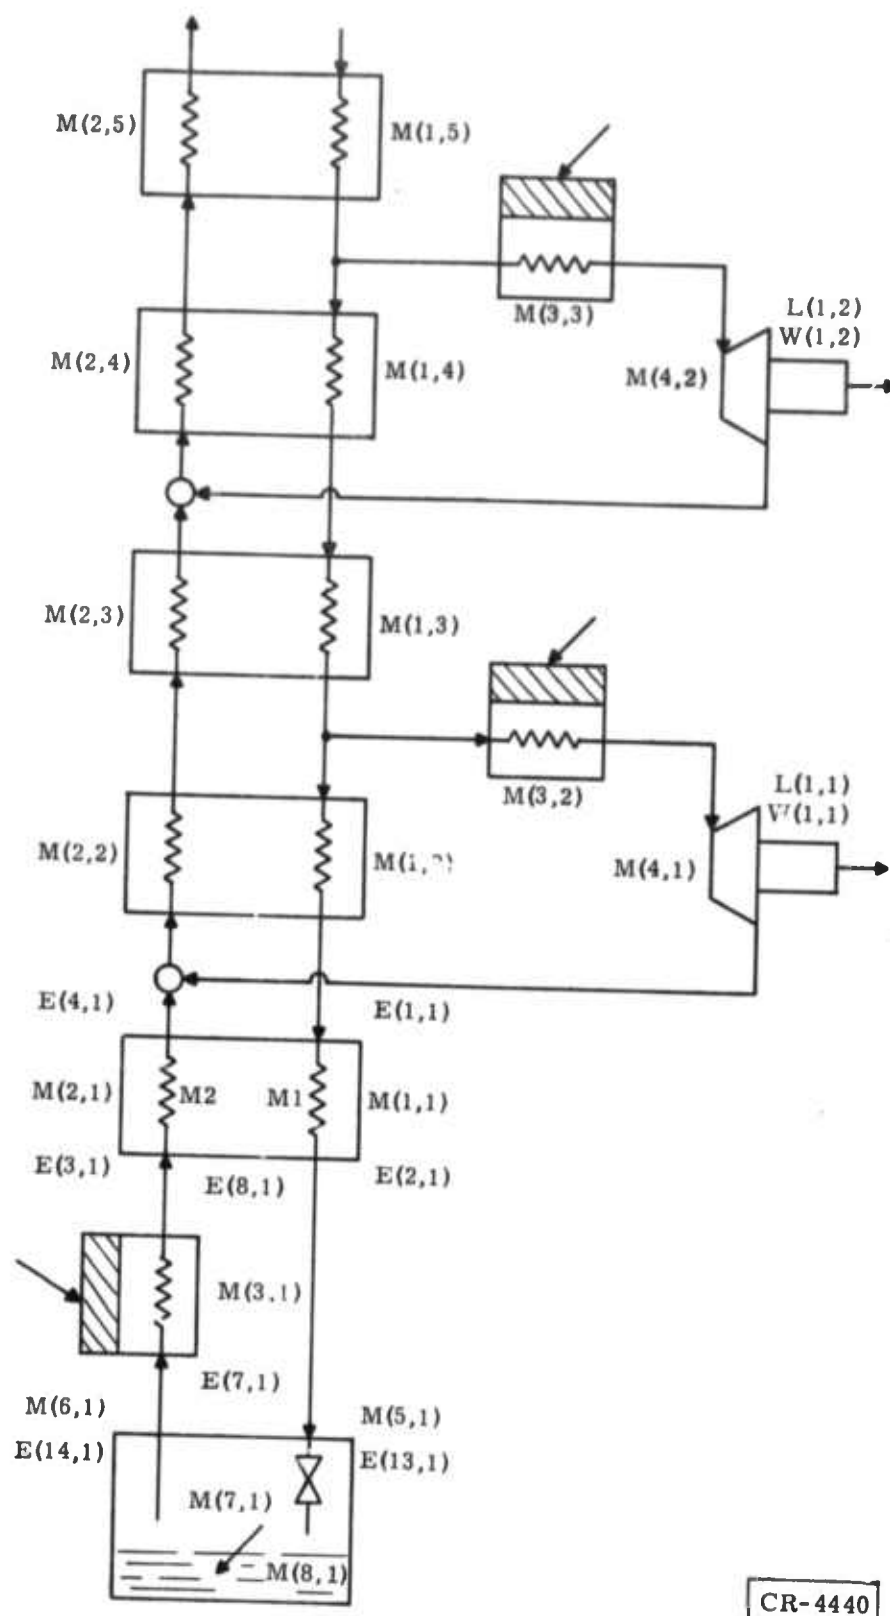 M(2,5)
M(1,5)
M(3,3)
L(1,2)
W(1,2)
M(2,4)
M(1,4)
M(4,2)
M(2,3)
M(1,3)
M(3,2)
L(1,1)
W(1,1)
M(2,2)
M(4,1)
E(4,1)
E(1,1)
M(2,1)
M2
M1
M(1,1)
E(3,1)
E(8,1)
E(2,1)
M(3,1)
E(7,1)
M(6,1)
M(5,1)
E(14,1)
E(13,1)
M(7,1)
M(8,1)
CR-4440